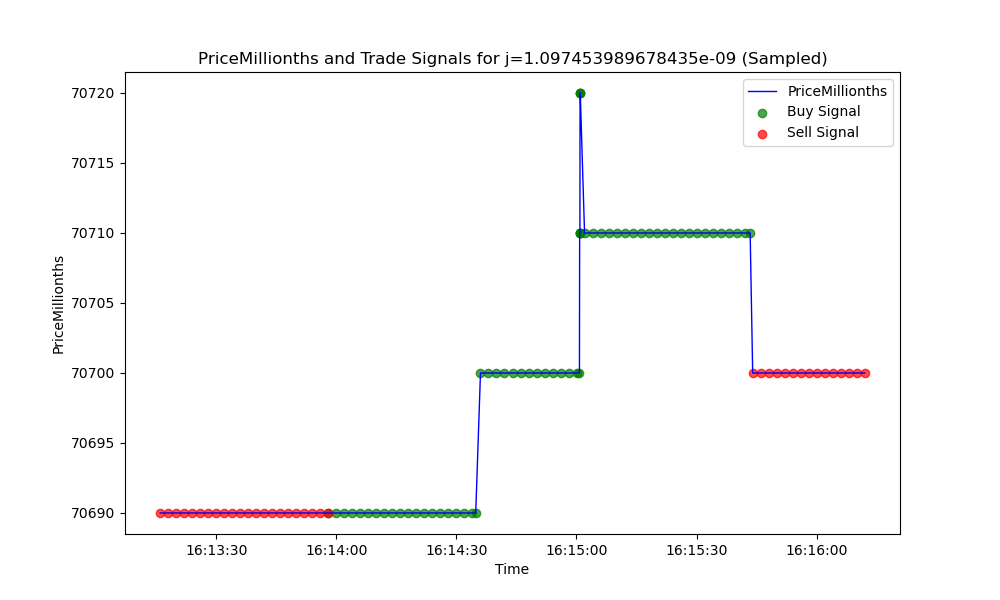 PriceMillionths and Trade Signals for j=1.097453989678435e-09 (Sampled)
PriceMillionths
Buy Signal
Sell Signal
70720
70715
70710
70705
70700
70695
70690
PriceMillionths
16:13:30 16:14:00 16:14:30 16:15:00 16:15:30 16:16:00
Time